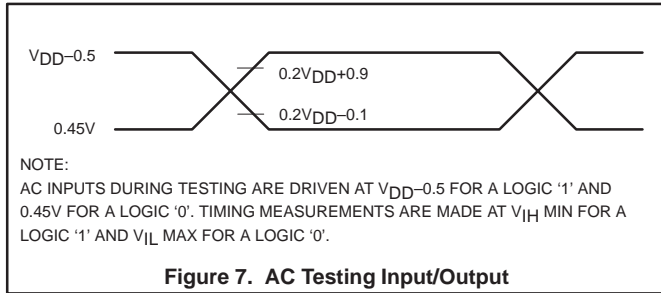 VDD–0.5
0.2VDD+0.9
0.2VDD–0.1
0.45V
NOTE:
AC INPUTS DURING TESTING ARE DRIVEN AT VDD–0.5 FOR A LOGIC ‘1’ AND
0.45V FOR A LOGIC ‘0’. TIMING MEASUREMENTS ARE MADE AT VIH MIN FOR A
LOGIC ‘1’ AND VIL MAX FOR A LOGIC ‘0’.
Figure 7. AC Testing Input/Output